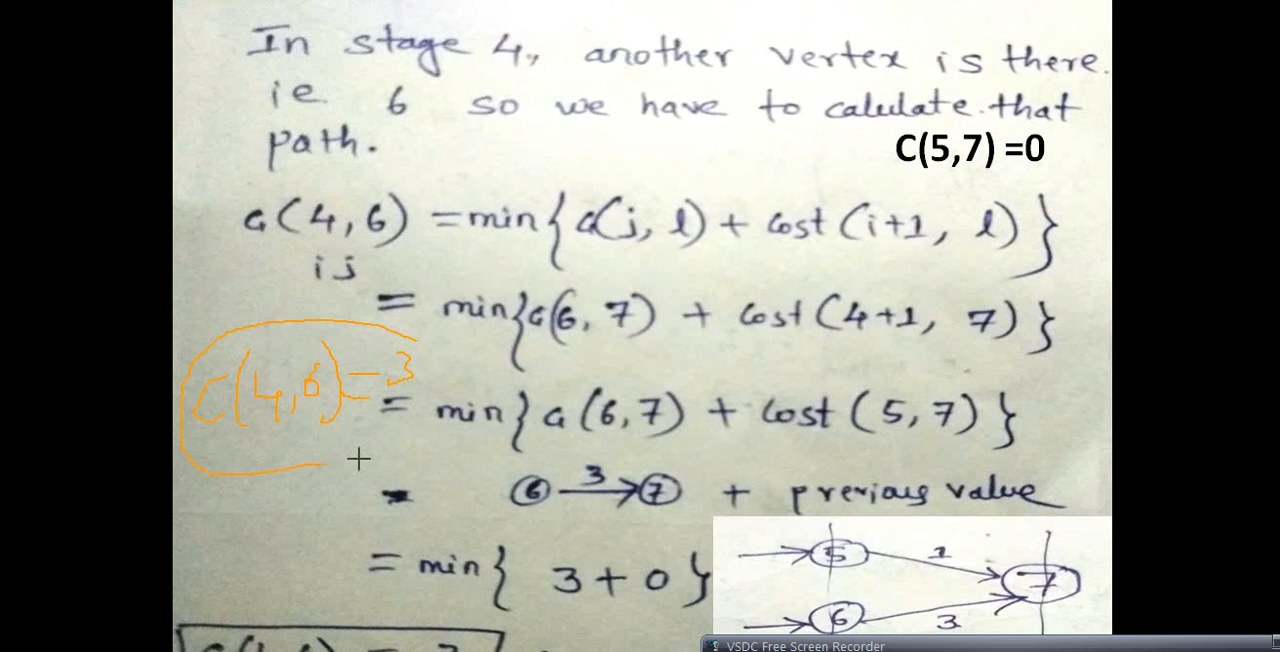 In stage 4, another vertex is there.
ie 6 so we have to calulate that
path.
C(5,7) =0
C(4,6) = min{ C(j, l) + cost(i+1, l) }
i j
= min{C(6, 7) + cost(4+1, 7) }
C(4,6)=3
= min{ C(6,7) + cost (5,7) }
= 6 3 7 + previous value
= min{ 3+0 }
5 1
7
6 3
VSDC Free Screen Recorder